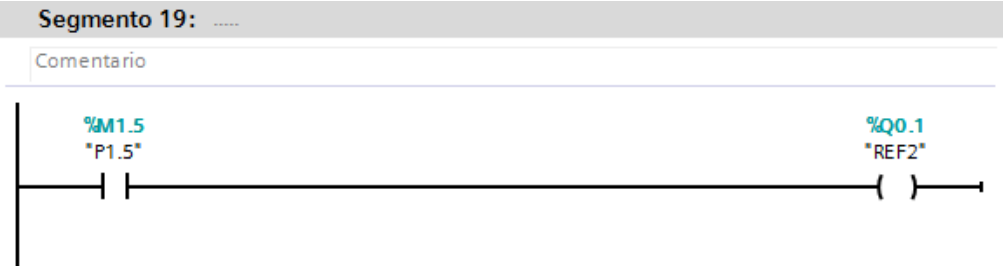 Segmento 19: .....
Comentario
%M1.5
"P1.5"
%Q0.1
"REF2"